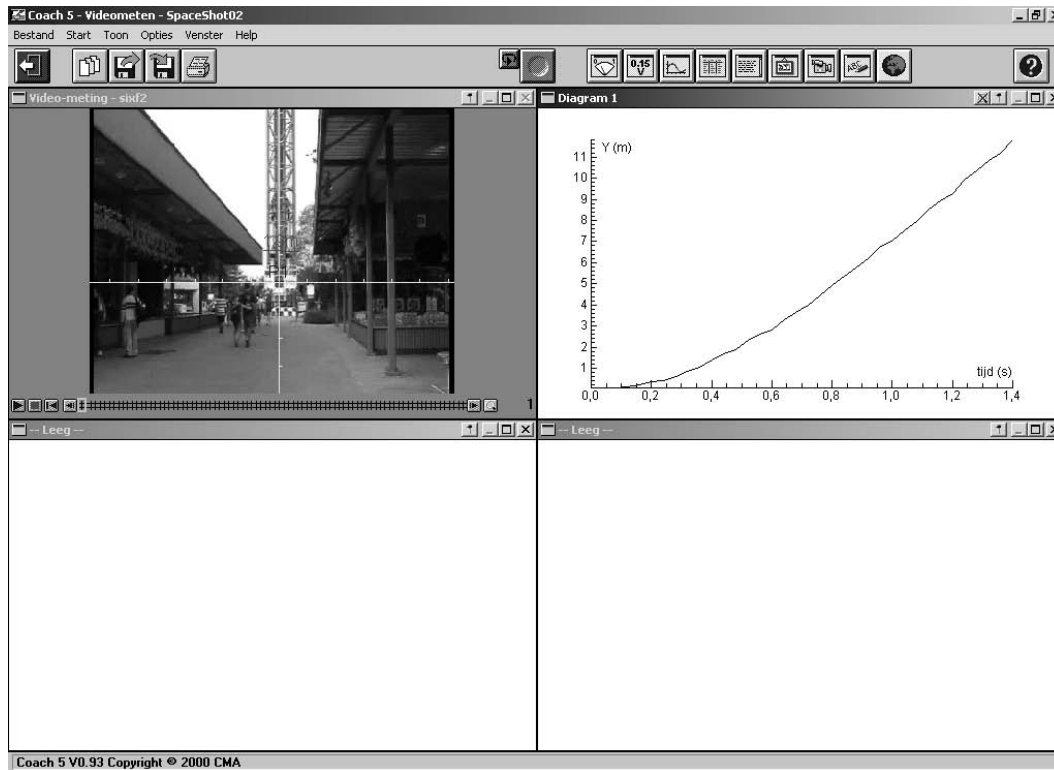 Coach 5 - Videometen - SpaceShot02
Bestand Start Toon Opties Venster Help
0.15
V
Video-meting - sixf2
1
Diagram 1
Y (m)
11
10
9
8
7
6
5
4
3
2
1
tijd (s)
0,0 0,2 0,4 0,6 0,8 1,0 1,2 1,4
-- Leeg --
-- Leeg --
Coach 5 V0.93 Copyright © 2000 CMA